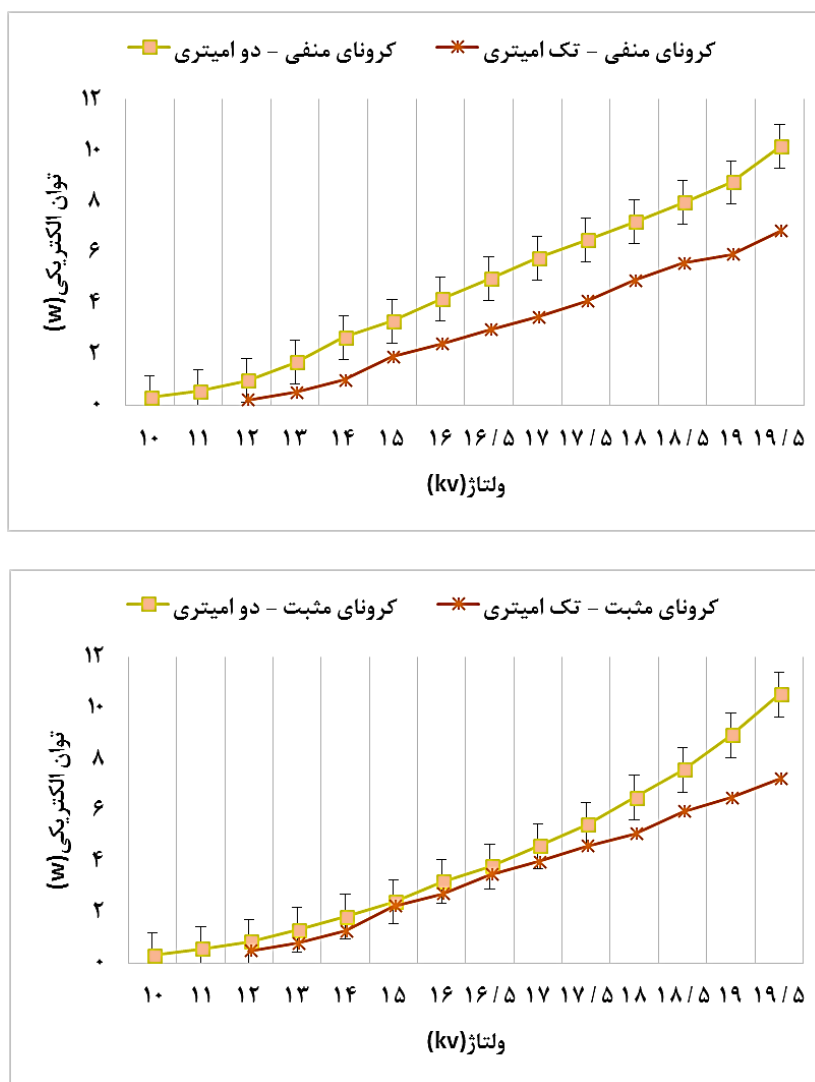 کرونای منفی – دو امیتری کرونای منفی – تک امیتری
۱۲
۱۰
۸
۶
۴
۲
۰
توان الکتریکی(w)
۱۰ ۱۱ ۱۲ ۱۳ ۱۴ ۱۵ ۱۶ ۱۶/۵ ۱۷ ۱۷/۵ ۱۸ ۱۸/۵ ۱۹ ۱۹/۵
ولتاژ(kv)
کرونای مثبت – دو امیتری کرونای مثبت – تک امیتری
۱۲
۱۰
۸
۶
۴
۲
۰
توان الکتریکی(w)
۱۰ ۱۱ ۱۲ ۱۳ ۱۴ ۱۵ ۱۶ ۱۶/۵ ۱۷ ۱۷/۵ ۱۸ ۱۸/۵ ۱۹ ۱۹/۵
ولتاژ(kv)